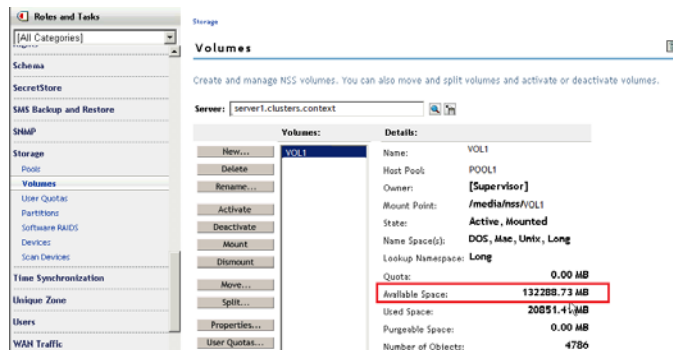 Roles and Tasks
[All Categories]
Rights
Schema
SecretStore
SMS Backup and Restore
SNMP
Storage
Pools
Volumes
User Quotas
Partitions
Software RAIDS
Devices
Scan Devices
Time Synchronization
Unique Zone
Users
WAN Traffic
Storage
Volumes
Create and manage NSS volumes. You can also move and split volumes and activate or deactivate volumes.
Server: server1.clusters.context
Volumes: Details:
New...
Delete
Rename...
Activate
Deactivate
Mount
Dismount
Move...
Split...
Properties...
User Quotas...
VOL1
Name: VOL1
Host Pool: POOL1
Owner: [Supervisor]
Mount Point: /media/nss/VOL1
State: Active, Mounted
Name Space(s): DOS, Mac, Unix, Long
Lookup Namespace: Long
Quota: 0.00 MB
Available Space: 132288.73 MB
Used Space: 20851.41 MB
Purgeable Space: 0.00 MB
Number of Objects: 4786